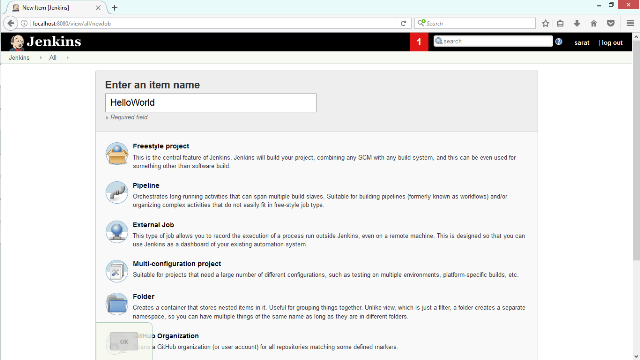 New Item [Jenkins]
localhost:8080/view/all/newJob
Search
Jenkins
1
search
sarat
| log out
Jenkins
All
Enter an item name
HelloWorld
» Required field
Freestyle project
This is the central feature of Jenkins. Jenkins will build your project, combining any SCM with any build system, and this can be even used for
something other than software build.
Pipeline
Orchestrates long-running activities that can span multiple build slaves. Suitable for building pipelines (formerly known as workflows) and/or
organizing complex activities that do not easily fit in free-style job type.
External Job
This type of job allows you to record the execution of a process run outside Jenkins, even on a remote machine. This is designed so that you can
use Jenkins as a dashboard of your existing automation system
Multi-configuration project
Suitable for projects that need a large number of different configurations, such as testing on multiple environments, platform-specific builds, etc.
Folder
Creates a container that stores nested items in it. Useful for grouping things together. Unlike view, which is just a filter, a folder creates a separate
namespace, so you can have multiple things of the same name as long as they are in different folders.
OK
Organization
a GitHub organization (or user account) for all repositories matching some defined markers.